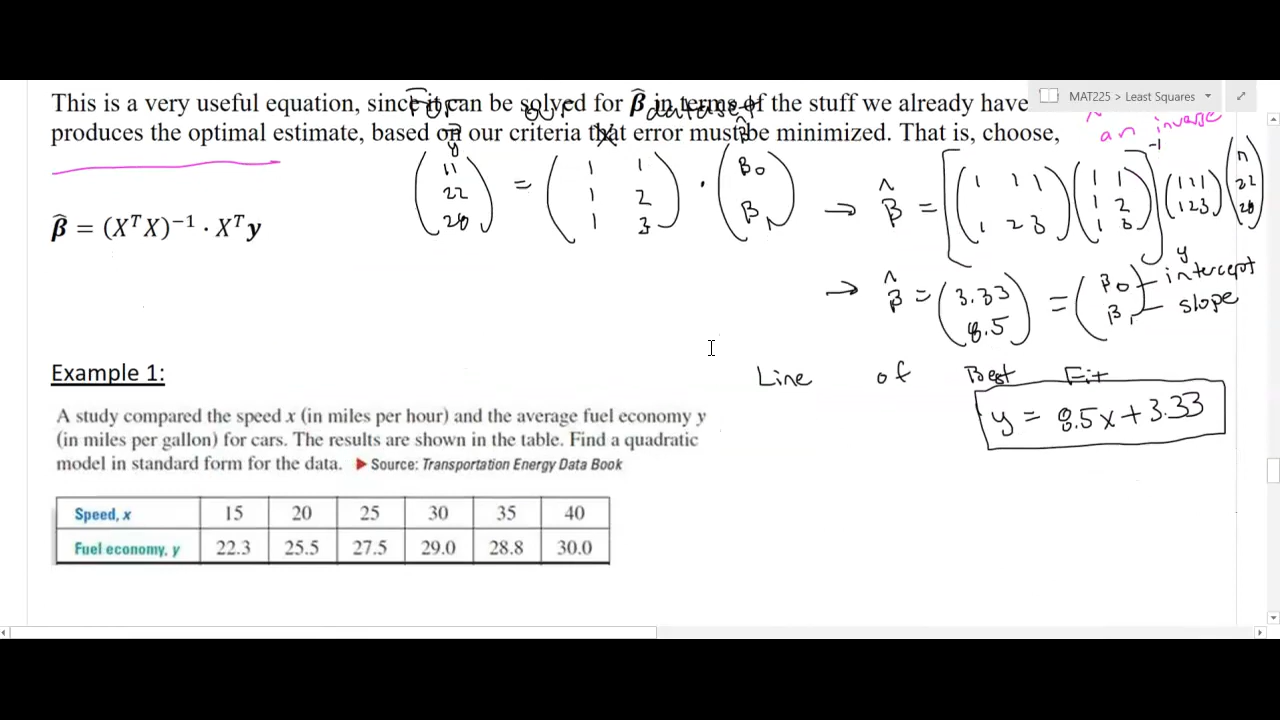 MAT225 > Least Squares
This is a very useful equation, since it can be solved for β̂ in terms of the stuff we already have
For our dataset
an inverse
produces the optimal estimate, based on our criteria that error must be minimized. That is, choose,
β̂ = (XᵀX)⁻¹ · Xᵀy
y X β̂
11 1 1 β₀
22 = 1 2 · β₁
28 1 3
→ β̂ = [(1 1 1; 1 2 3)(1 1; 1 2; 1 3)]⁻¹ (1 1 1; 1 2 3)(11; 22; 28)
→ β̂ = (3.33; 8.5) = (β₀; β₁)
y intercept
slope
Line of Best Fit
y = 8.5x + 3.33
Example 1:
A study compared the speed x (in miles per hour) and the average fuel economy y
(in miles per gallon) for cars. The results are shown in the table. Find a quadratic
model in standard form for the data. ▶ Source: Transportation Energy Data Book
Speed, x 15 20 25 30 35 40
Fuel economy, y 22.3 25.5 27.5 29.0 28.8 30.0